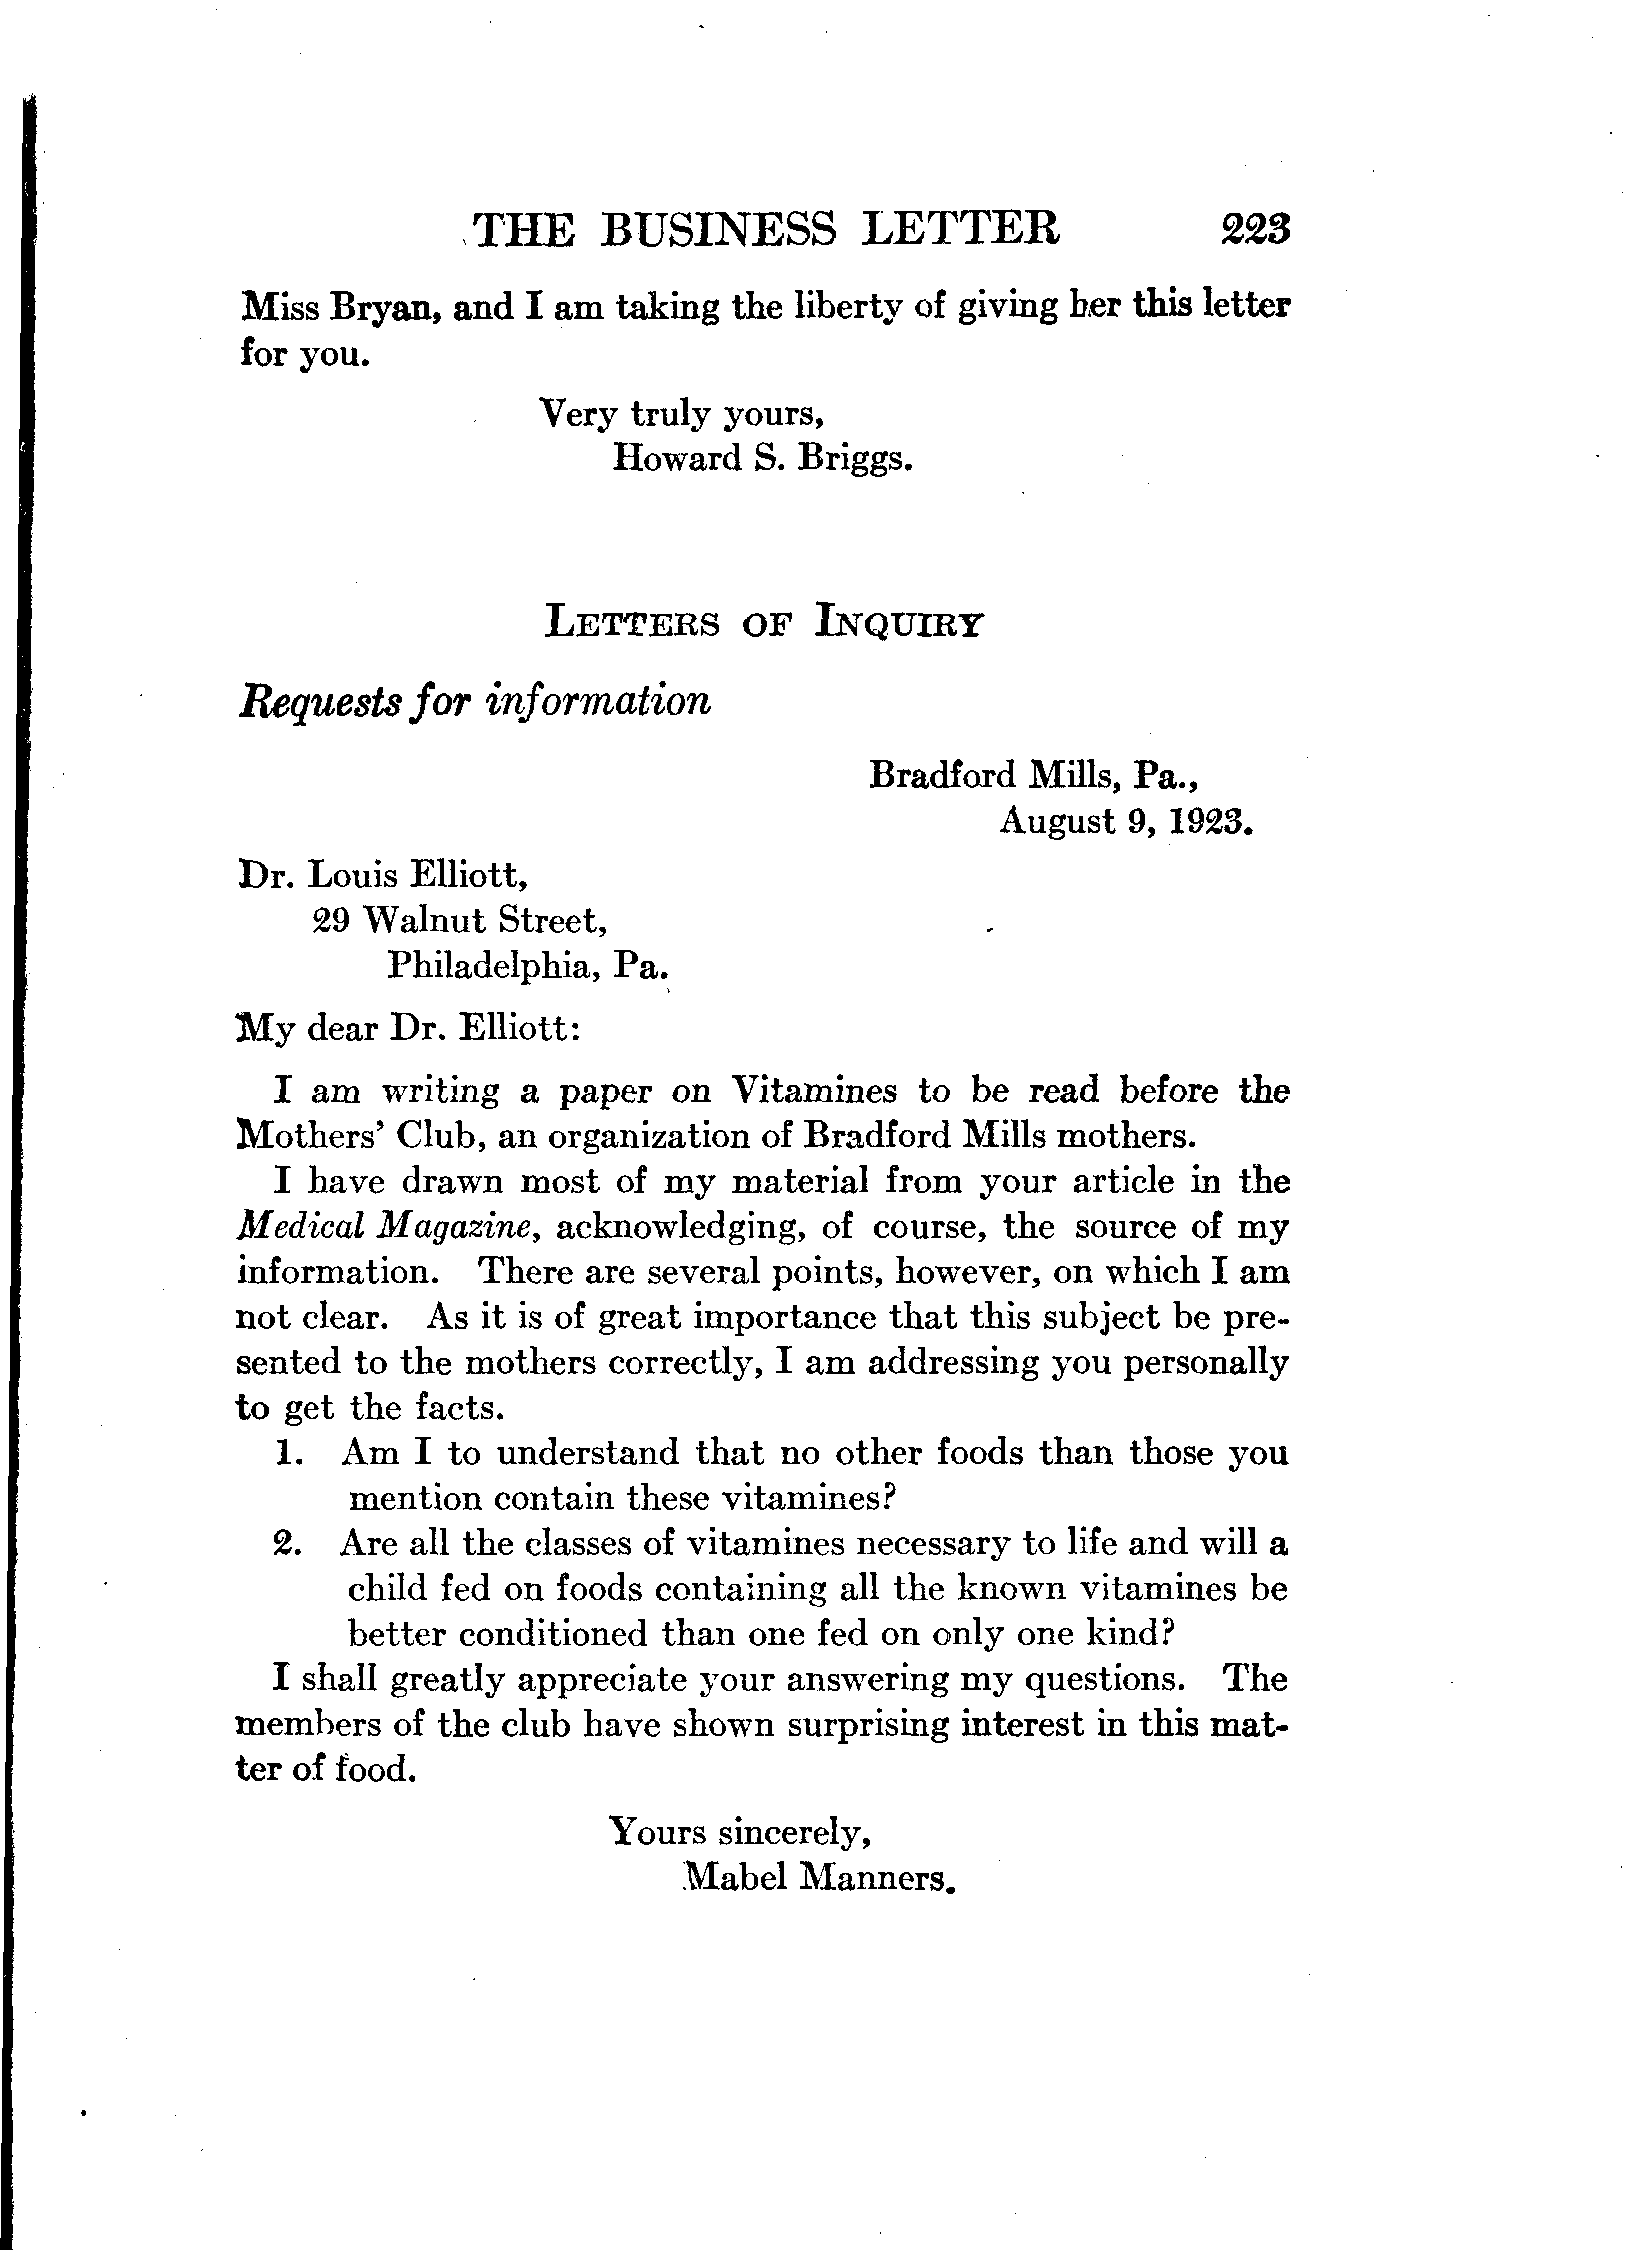 THE BUSINESS LETTER 223
Miss Bryan, and I am taking the liberty of giving her this letter
for you.
Very truly yours,
Howard S. Briggs.
LETTERS OF INQUIRY
Requests for information
Bradford Mills, Pa.,
August 9, 1923.
Dr. Louis Elliott,
29 Walnut Street,
Philadelphia, Pa.
My dear Dr. Elliott:
I am writing a paper on Vitamines to be read before the
Mothers’ Club, an organization of Bradford Mills mothers.
I have drawn most of my material from your article in the
Medical Magazine, acknowledging, of course, the source of my
information. There are several points, however, on which I am
not clear. As it is of great importance that this subject be pre-
sented to the mothers correctly, I am addressing you personally
to get the facts.
1. Am I to understand that no other foods than those you
mention contain these vitamines?
2. Are all the classes of vitamines necessary to life and will a
child fed on foods containing all the known vitamines be
better conditioned than one fed on only one kind?
I shall greatly appreciate your answering my questions. The
members of the club have shown surprising interest in this mat-
ter of food.
Yours sincerely,
Mabel Manners.